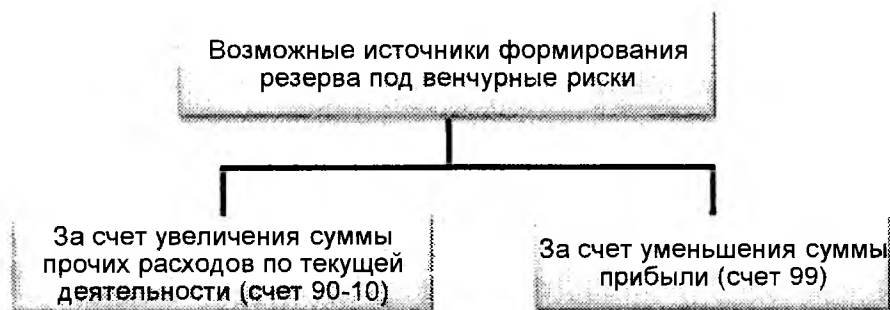 Возможные источники формирования
резерва под венчурные риски
За счет увеличения суммы
прочих расходов по текущей
деятельности (счет 90-10)
За счет уменьшения суммы
прибыли (счет 99)